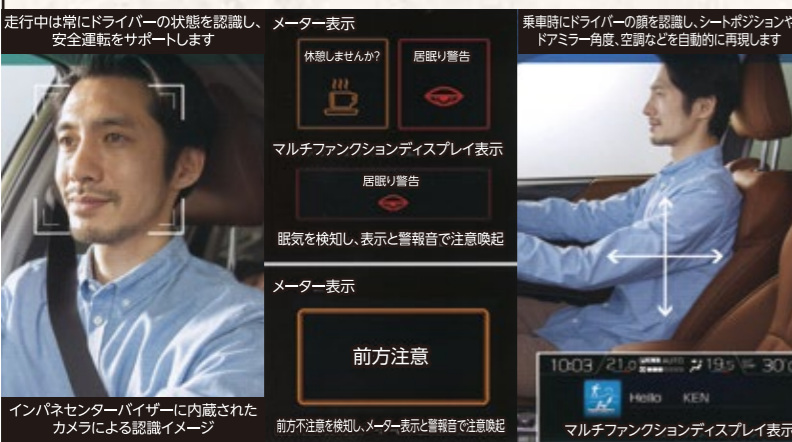 走行中は常にドライバーの状態を認識し、
安全運転をサポートします
インパネセンターバイザーに内蔵された
カメラによる認識イメージ
メーター表示
休憩しませんか?
居眠り警告
マルチファンクションディスプレイ表示
居眠り警告
眠気を検知し、表示と警報音で注意喚起
メーター表示
前方注意
前方不注意を検知し、メーター表示と警報音で注意喚起
乗車時にドライバーの顔を認識し、シートポジションや
ドアミラー角度、空調などを自動的に再現します
10:03 21.0 AUTO 19.5 30.0
Hello KEN
マルチファンクションディスプレイ表示